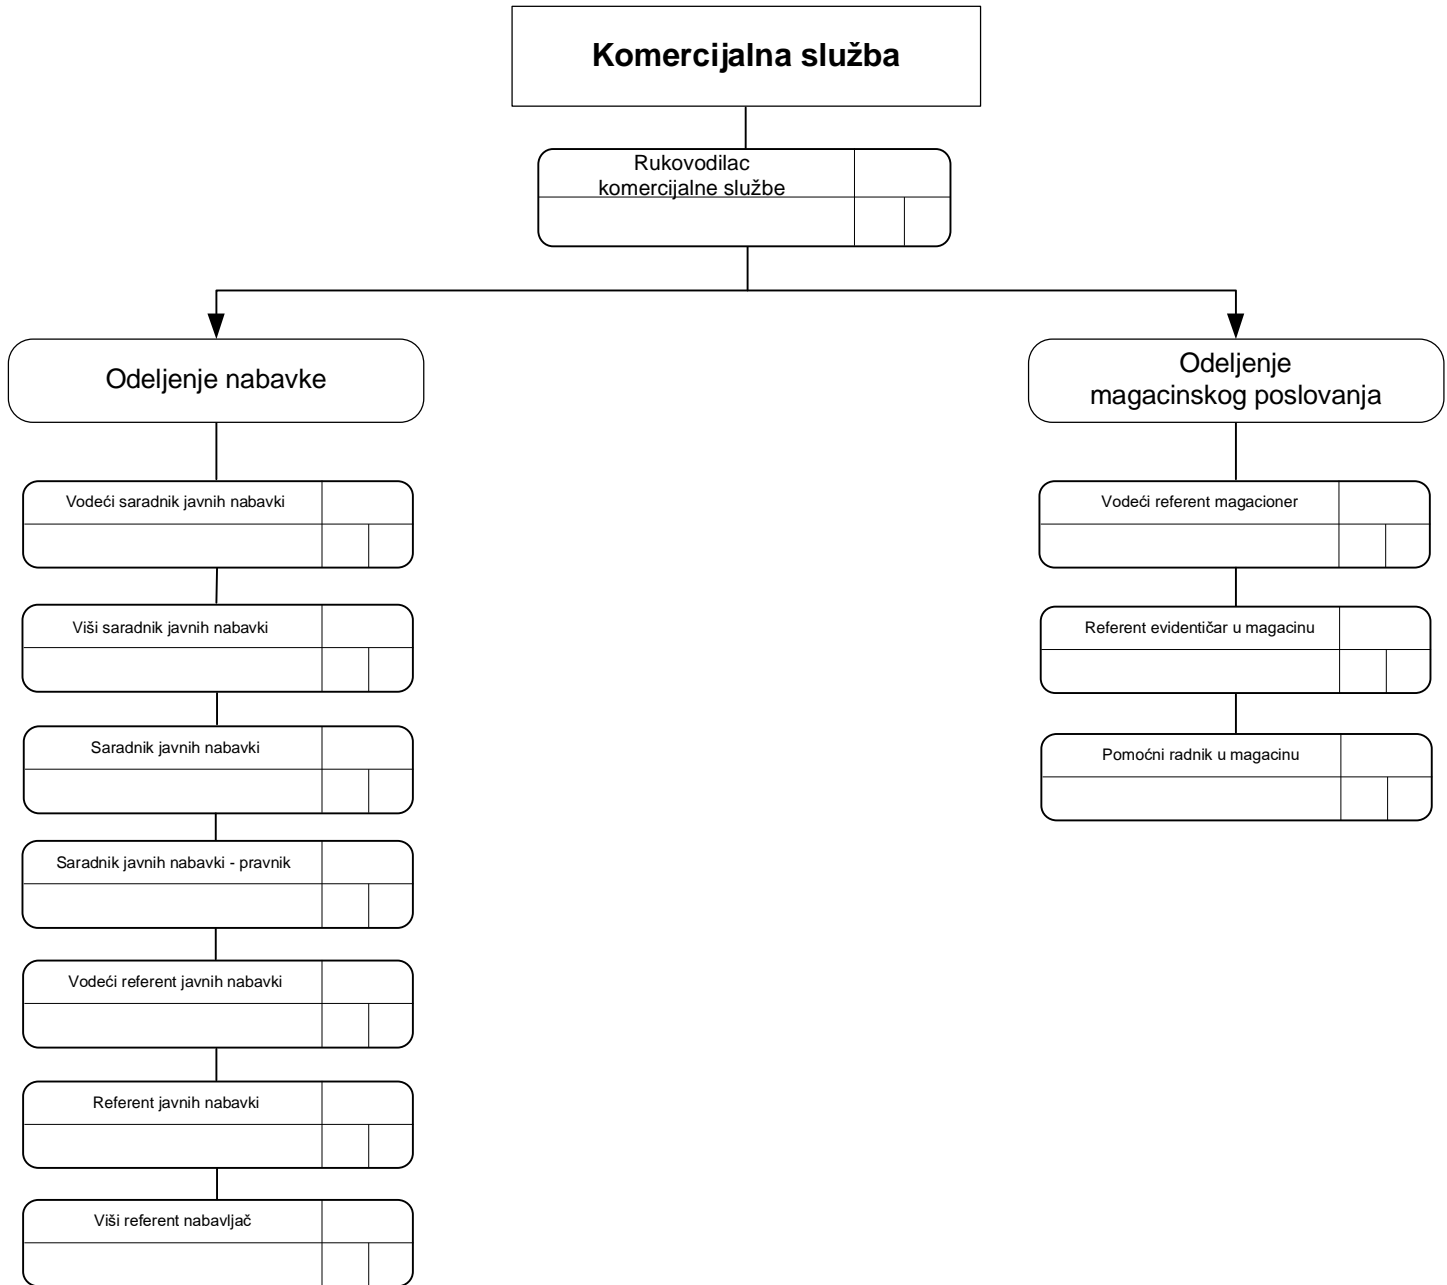 Komercijalna služba
Rukovodilac
komercijalne službe
Odeljenje nabavke
Vodeći saradnik javnih nabavki
Viši saradnik javnih nabavki
Saradnik javnih nabavki
Saradnik javnih nabavki - pravnik
Vodeći referent javnih nabavki
Referent javnih nabavki
Viši referent nabavljač
Odeljenje
magacinskog poslovanja
Vodeći referent magacioner
Referent evidentičar u magacinu
Pomoćni radnik u magacinu